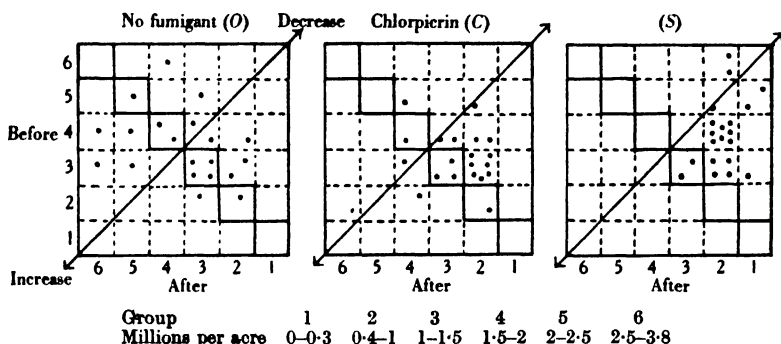 No fumigant (O) Decrease Chlorpicrin (C) (S)
6
5
Before 4
3
2
1
Increase
6 5 4 3 2 1 6 5 4 3 2 1 6 5 4 3 2 1
After After After
Group 1 2 3 4 5 6
Millions per acre 0–0·3 0·4–1 1–1·5 1·5–2 2–2·5 2·5–3·8